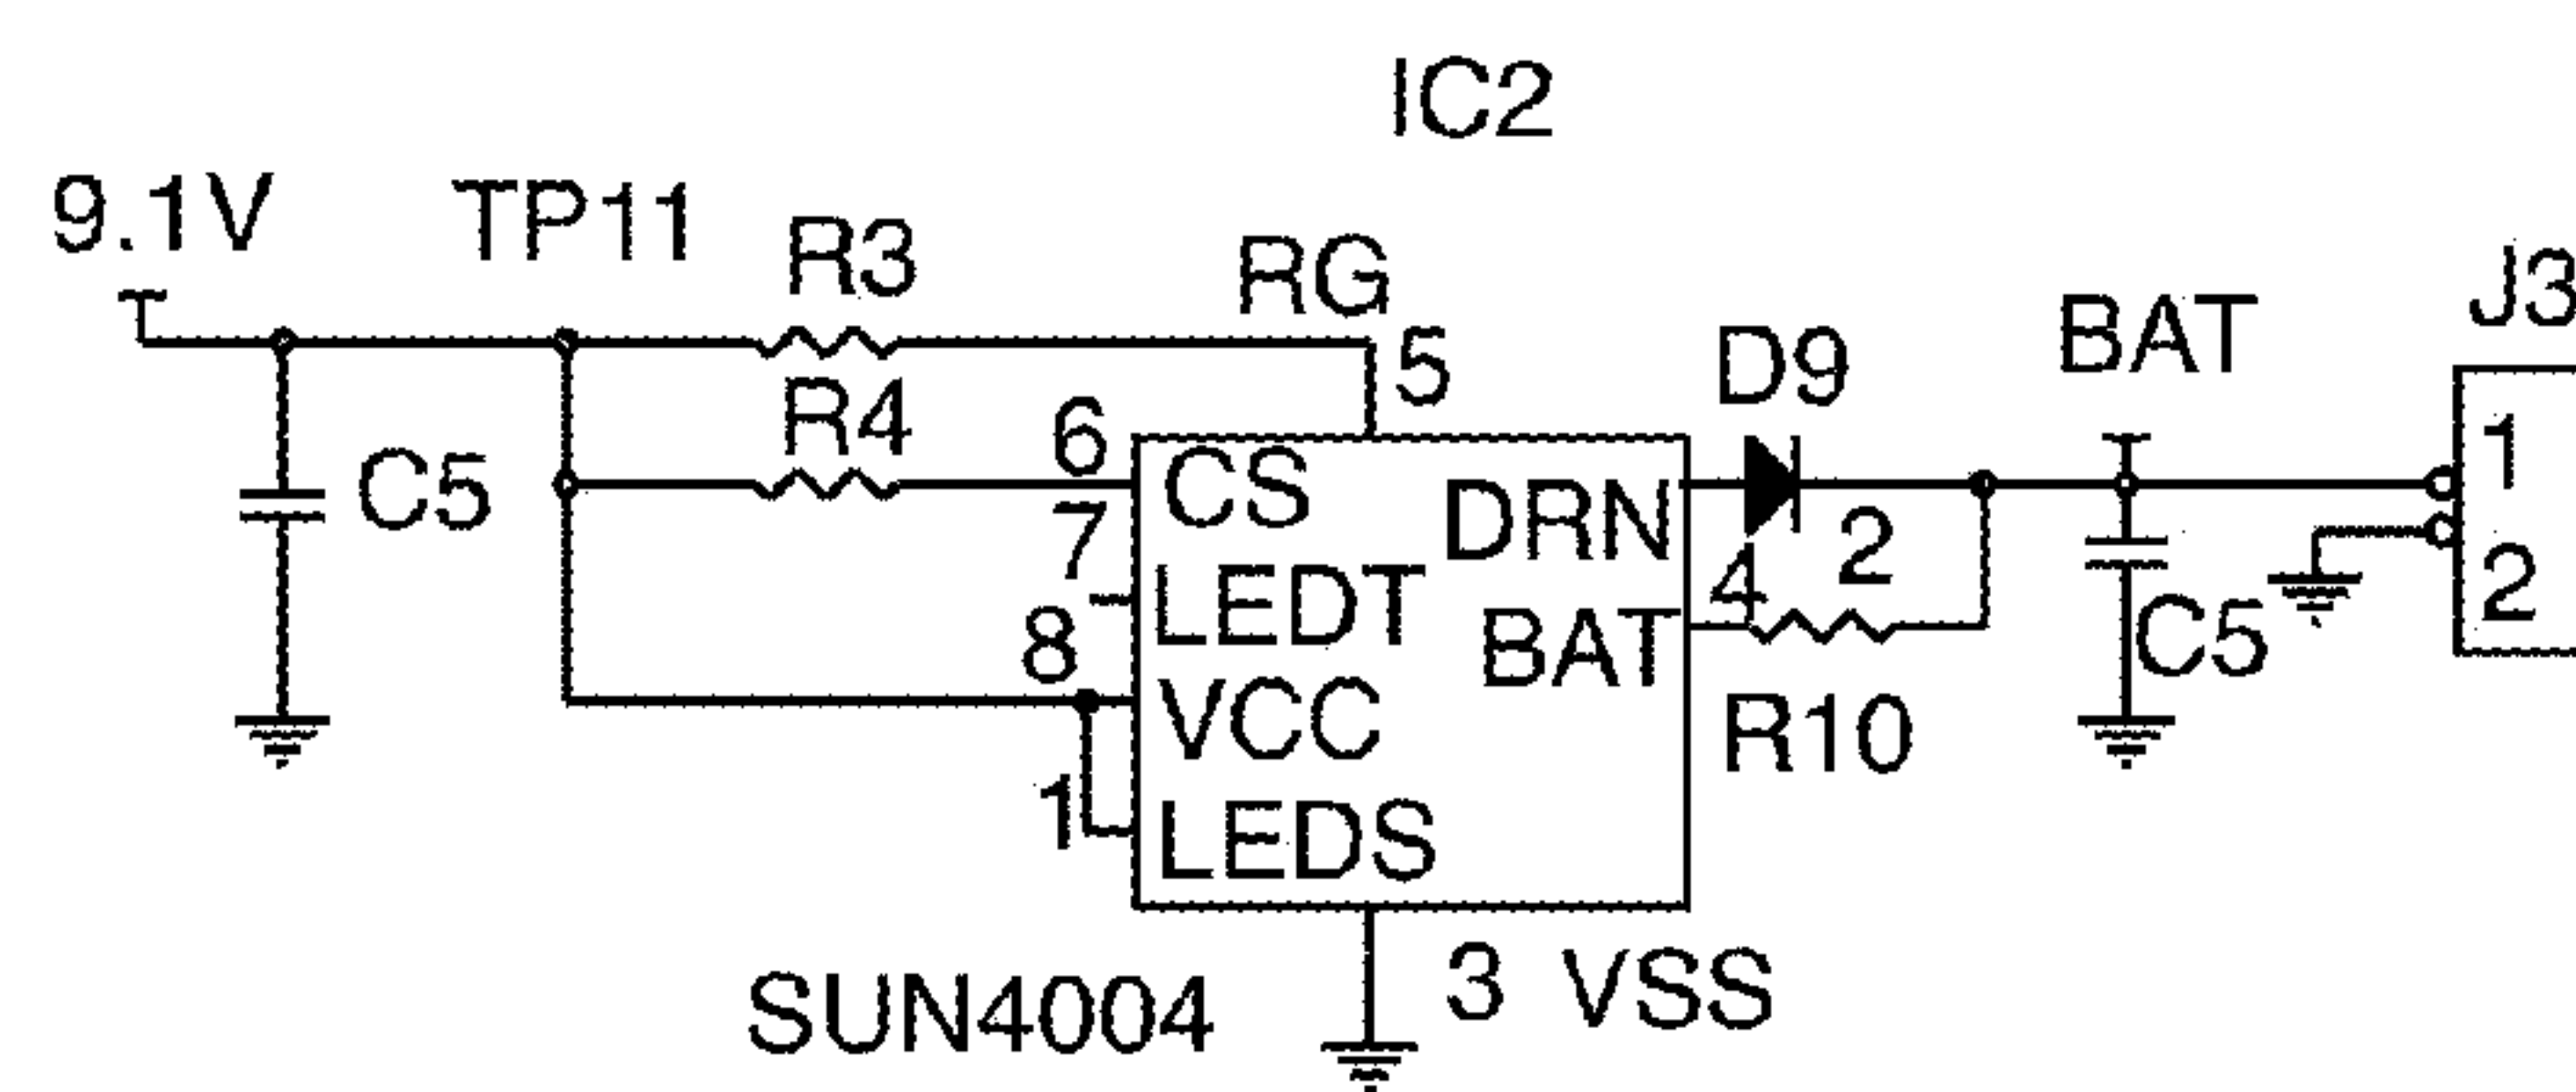 IC2
9.1V
TP11
R3
RG
5
R4
6
CS
7
LEDT
8
VCC
1
LEDS
DRN
BAT
D9
2
4
R10
BAT
C5
C5
J3
1
2
SUN4004
3 VSS